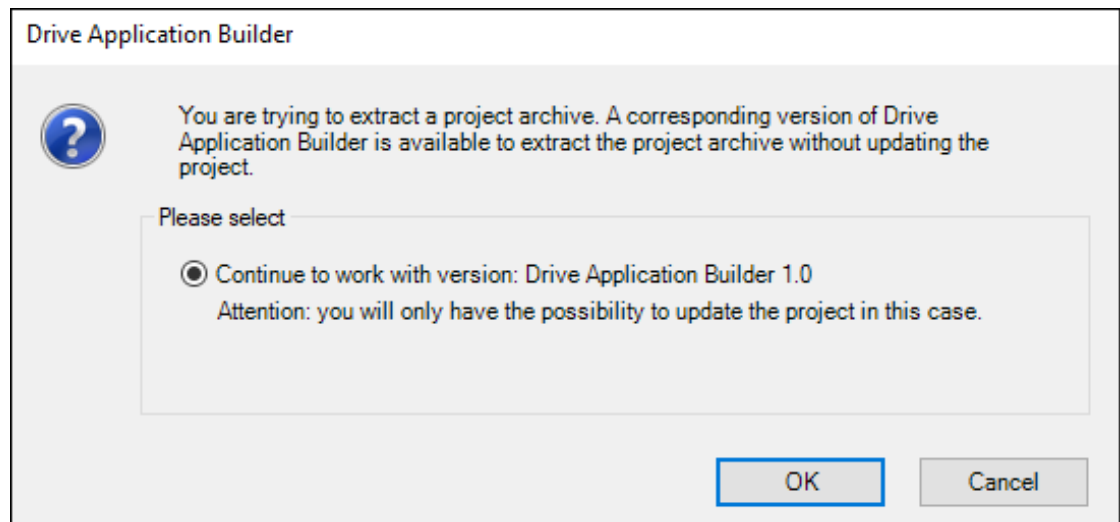 Drive Application Builder
You are trying to extract a project archive. A corresponding version of Drive
Application Builder is available to extract the project archive without updating the
project.
Please select
Continue to work with version: Drive Application Builder 1.0
Attention: you will only have the possibility to update the project in this case.
OK
Cancel